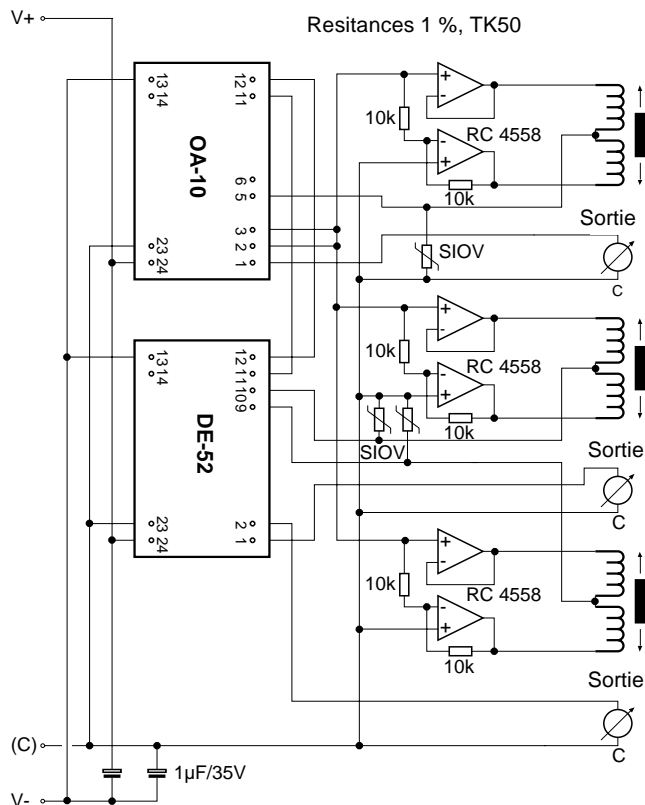 V+
Resitances 1 %, TK50
13
14
12
11
10k
RC 4558
OA-10
6
5
10k
3
2
1
23
24
Sortie
SIOV
C
13
14
12
11
10
9
10k
RC 4558
10k
DE-52
SIOV
Sortie
C
23
24
2
1
10k
RC 4558
10k
Sortie
C
(C)
1µF/35V
V-